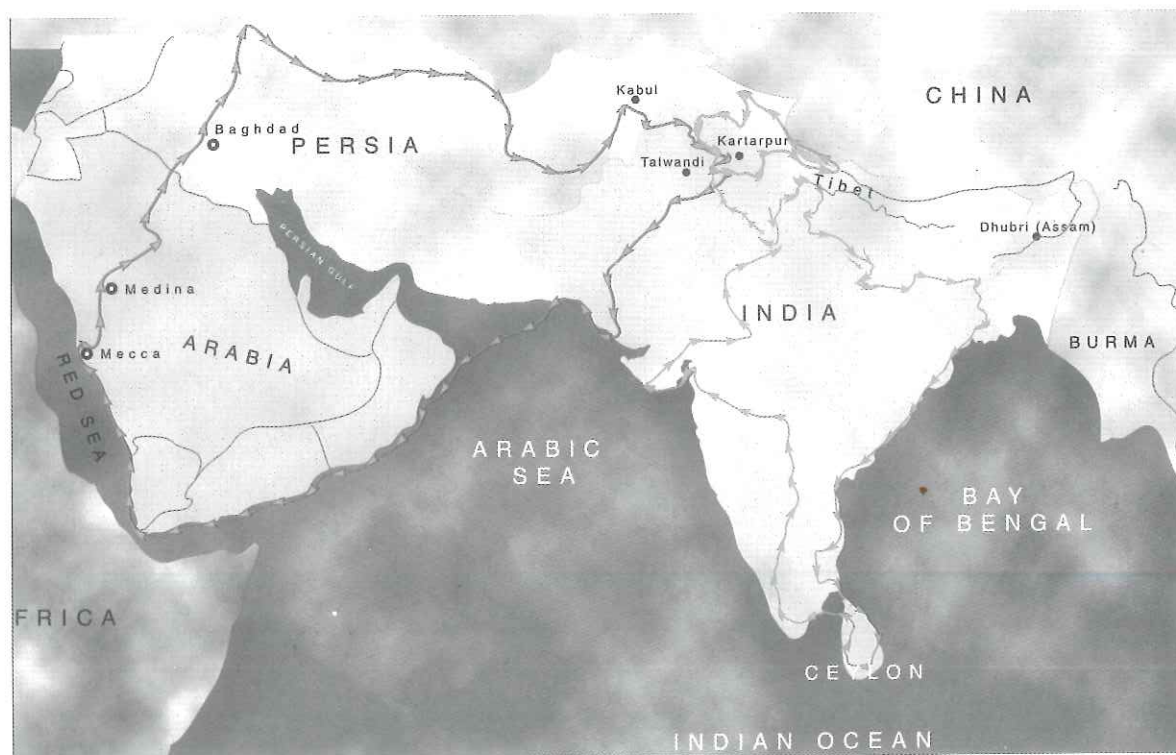 CHINA
Kabul
Baghdad
PERSIA
Kartarpur
Talwandi
Tibet
Dhubri (Assam)
PERSIAN GULF
Medina
INDIA
ARABIA
BURMA
Mecca
RED SEA
ARABIC
SEA
BAY
OF BENGAL
FRICA
CEYLON
INDIAN OCEAN